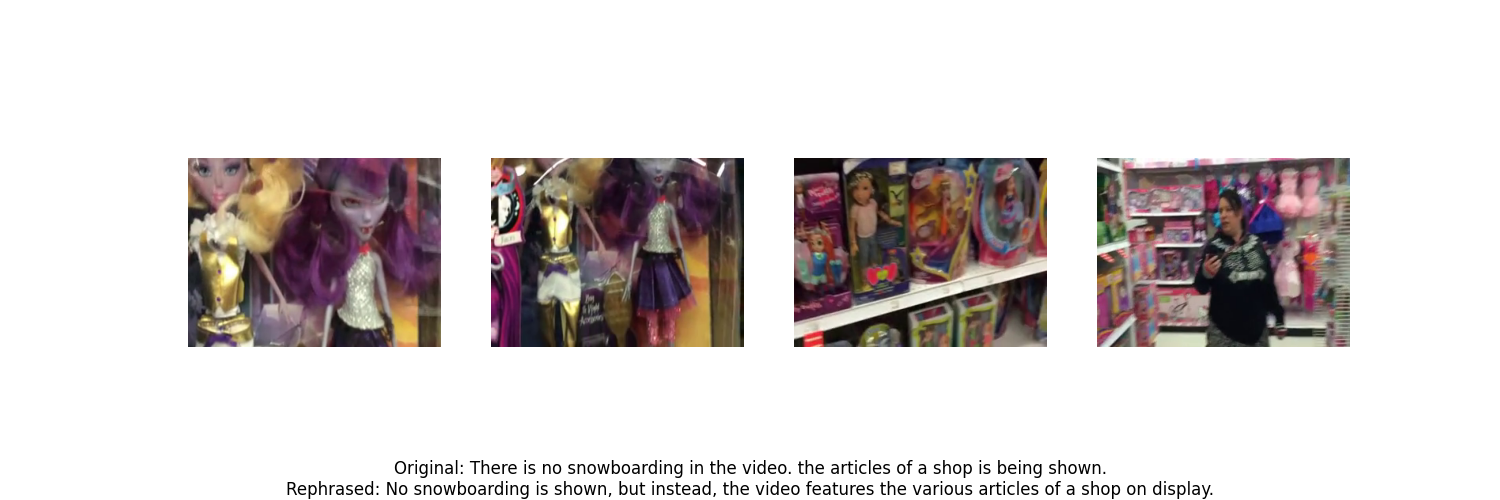 Original: There is no snowboarding in the video. the articles of a shop is being shown.
Rephrased: No snowboarding is shown, but instead, the video features the various articles of a shop on display.